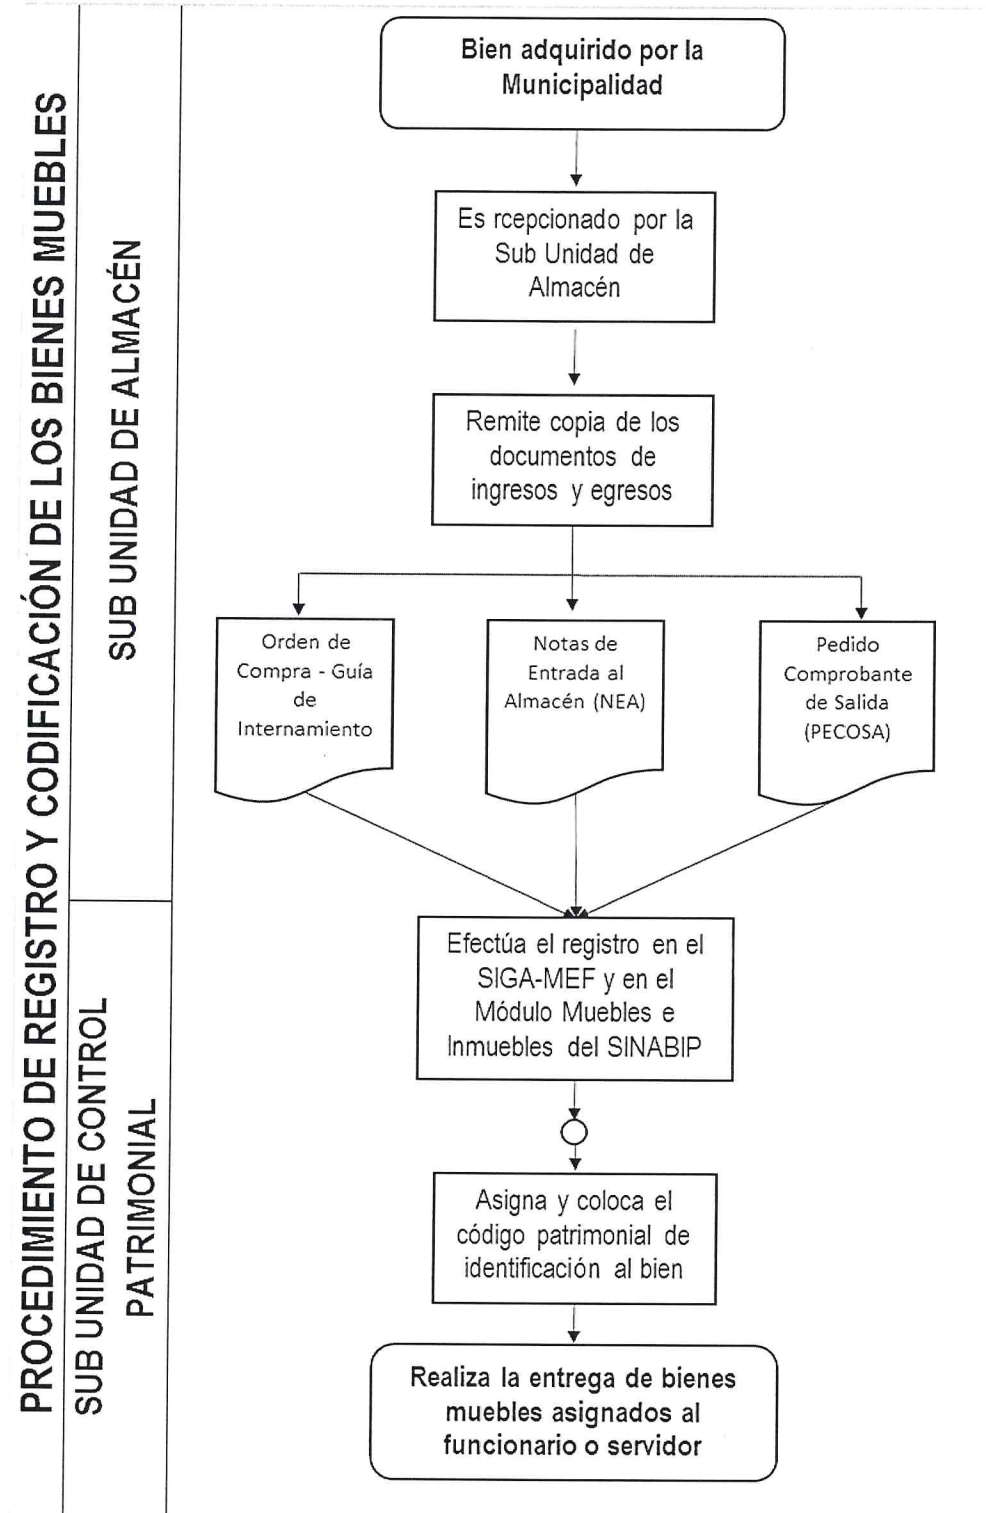 PROCEDIMIENTO DE REGISTRO Y CODIFICACIÓN DE LOS BIENES MUEBLES
SUB UNIDAD DE ALMACÉN
SUB UNIDAD DE CONTROL
PATRIMONIAL
Bien adquirido por la
Municipalidad
Es rcepcionado por la
Sub Unidad de
Almacén
Remite copia de los
documentos de
ingresos y egresos
Orden de
Compra - Guía
de
Internamiento
Notas de
Entrada al
Almacén (NEA)
Pedido
Comprobante
de Salida
(PECOSA)
Efectúa el registro en el
SIGA-MEF y en el
Módulo Muebles e
Inmuebles del SINABIP
Asigna y coloca el
código patrimonial de
identificación al bien
Realiza la entrega de bienes
muebles asignados al
funcionario o servidor